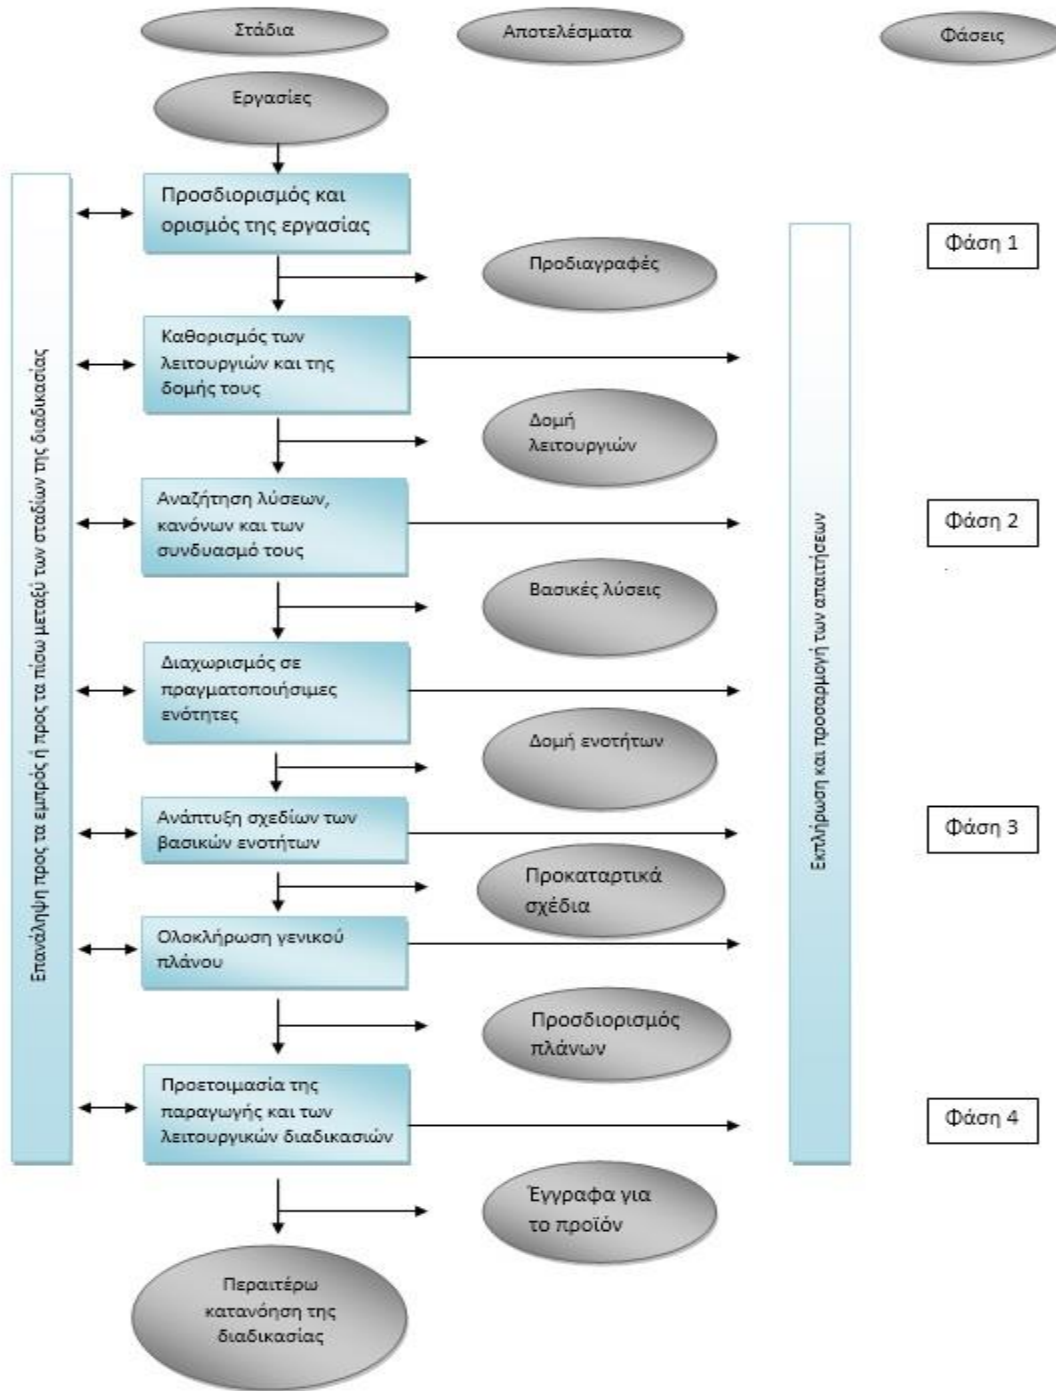 Στάδια
Αποτελέσματα
Φάσεις
Εργασίες
Προσδιορισμός και
ορισμός της εργασίας
Φάση 1
Προδιαγραφές
Καθορισμός των
λειτουργιών και της
δομής τους
Δομή
λειτουργιών
Αναζήτηση λύσεων,
κανόνων και των
συνδυασμό τους
Φάση 2
Βασικές λύσεις
Διαχωρισμός σε
πραγματοποιήσιμες
ενότητες
Δομή ενοτήτων
Ανάπτυξη σχεδίων των
βασικών ενοτήτων
Φάση 3
Προκαταρτικά
σχέδια
Ολοκλήρωση γενικού
πλάνου
Προσδιορισμός
πλάνων
Προετοιμασία της
παραγωγής και των
λειτουργικών διαδικασιών
Φάση 4
Έγγραφα για
το προϊόν
Περαιτέρω
κατανόηση της
διαδικασίας
Επανάληψη προς τα εμπρός ή προς τα πίσω μεταξύ των σταδίων της διαδικασίας
Εκπλήρωση και προσαρμογή των απαιτήσεων